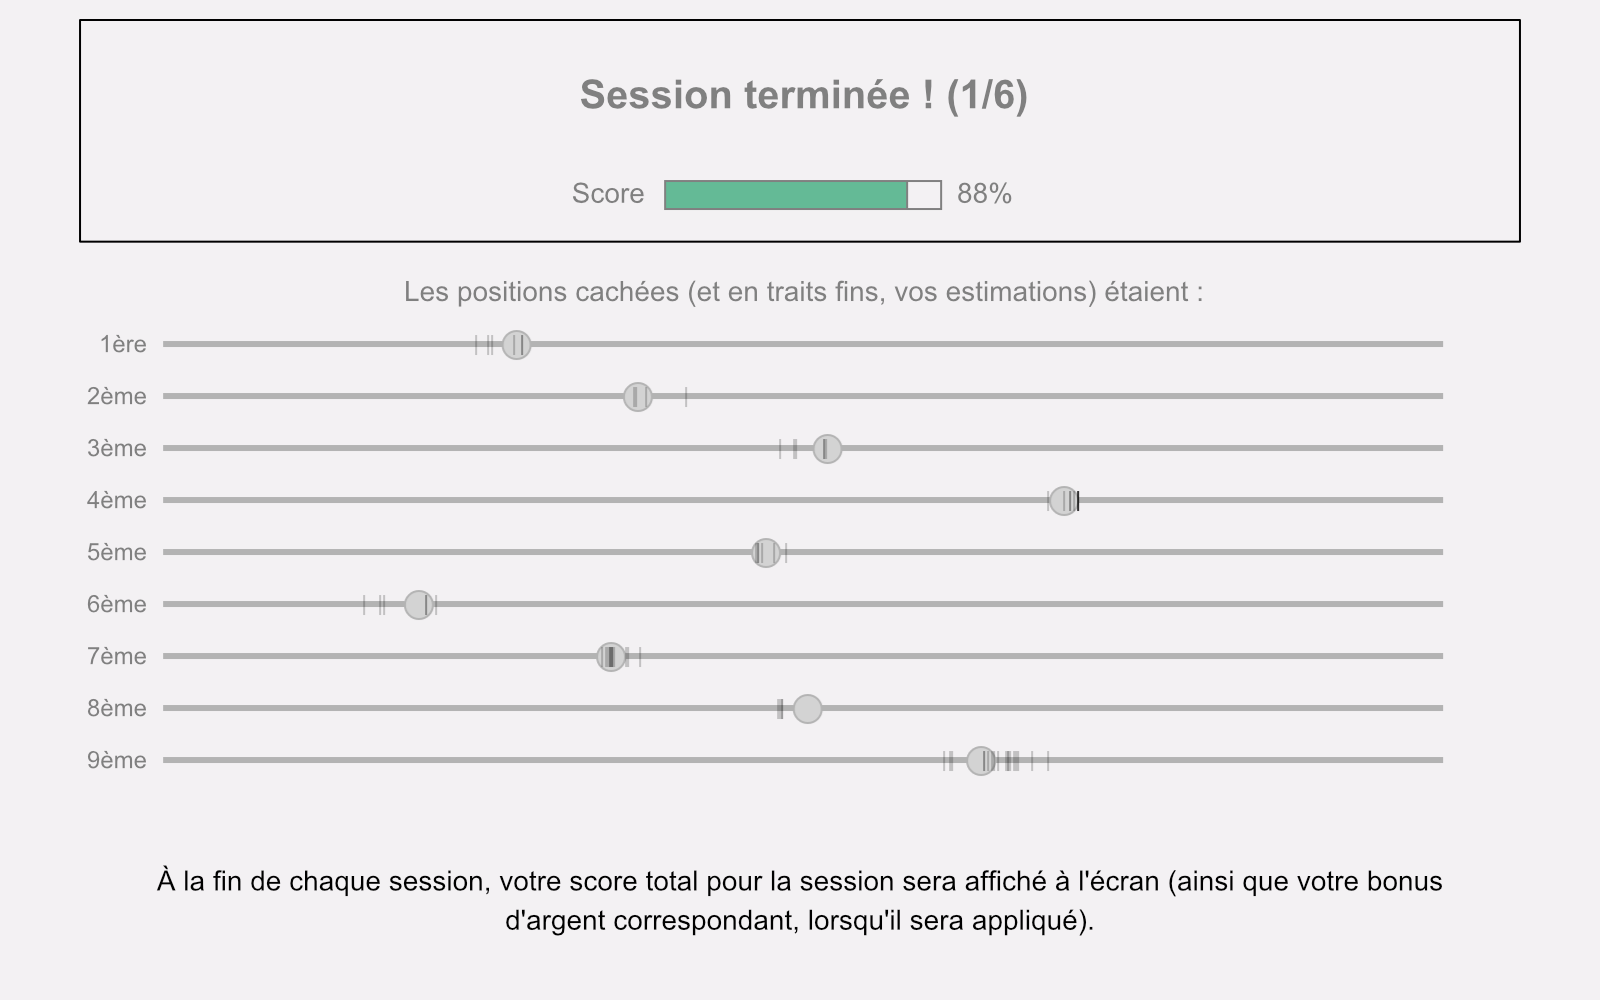 Session terminée ! (1/6)
Score 88%
Les positions cachées (et en traits fins, vos estimations) étaient :
1ère
2ème
3ème
4ème
5ème
6ème
7ème
8ème
9ème
À la fin de chaque session, votre score total pour la session sera affiché à l'écran (ainsi que votre bonus
d'argent correspondant, lorsqu'il sera appliqué).